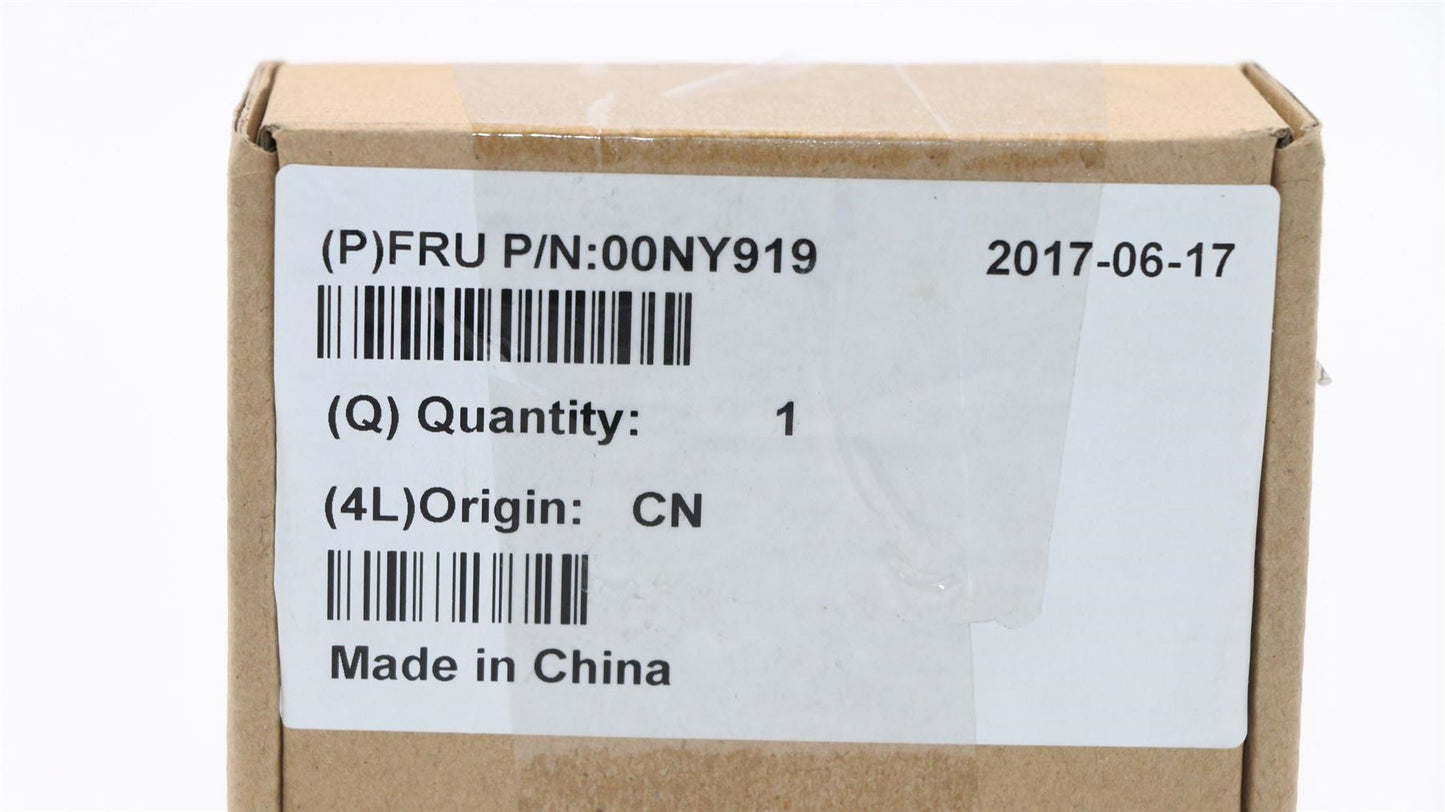 (P)FRU P/N:00NY919 2017-06-17
(Q) Quantity: 1
(4L)Origin: CN
Made in China